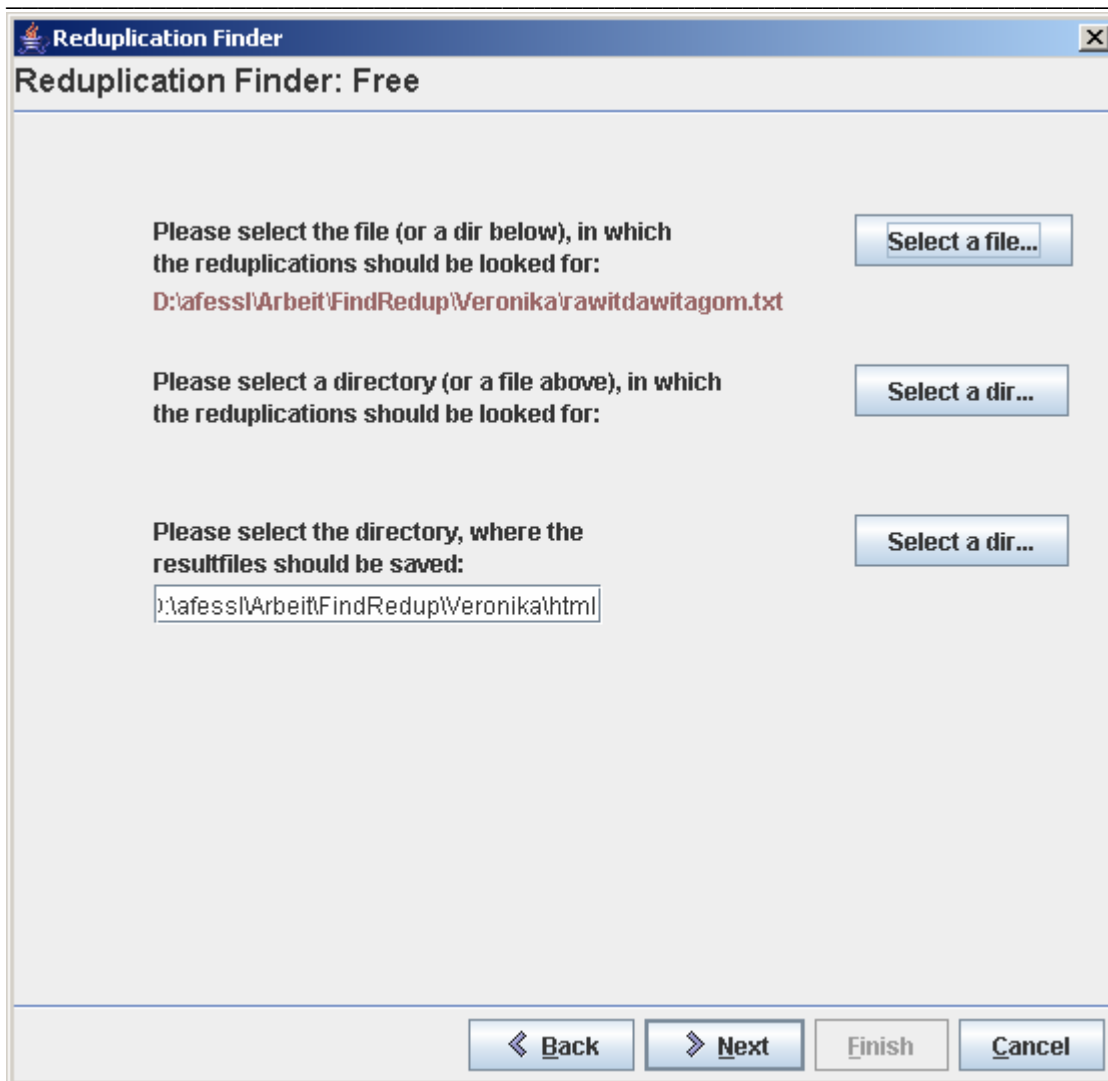 Reduplication Finder
Reduplication Finder: Free
Please select the file (or a dir below), in which
the reduplications should be looked for:
Select a file...
D:\afessl\Arbeit\FindRedup\Veronika\rawitdawitagom.txt
Please select a directory (or a file above), in which
the reduplications should be looked for:
Select a dir...
Please select the directory, where the
resultfiles should be saved:
Select a dir...
:\afessl\Arbeit\FindRedup\Veronika\html
Back
Next
Finish
Cancel